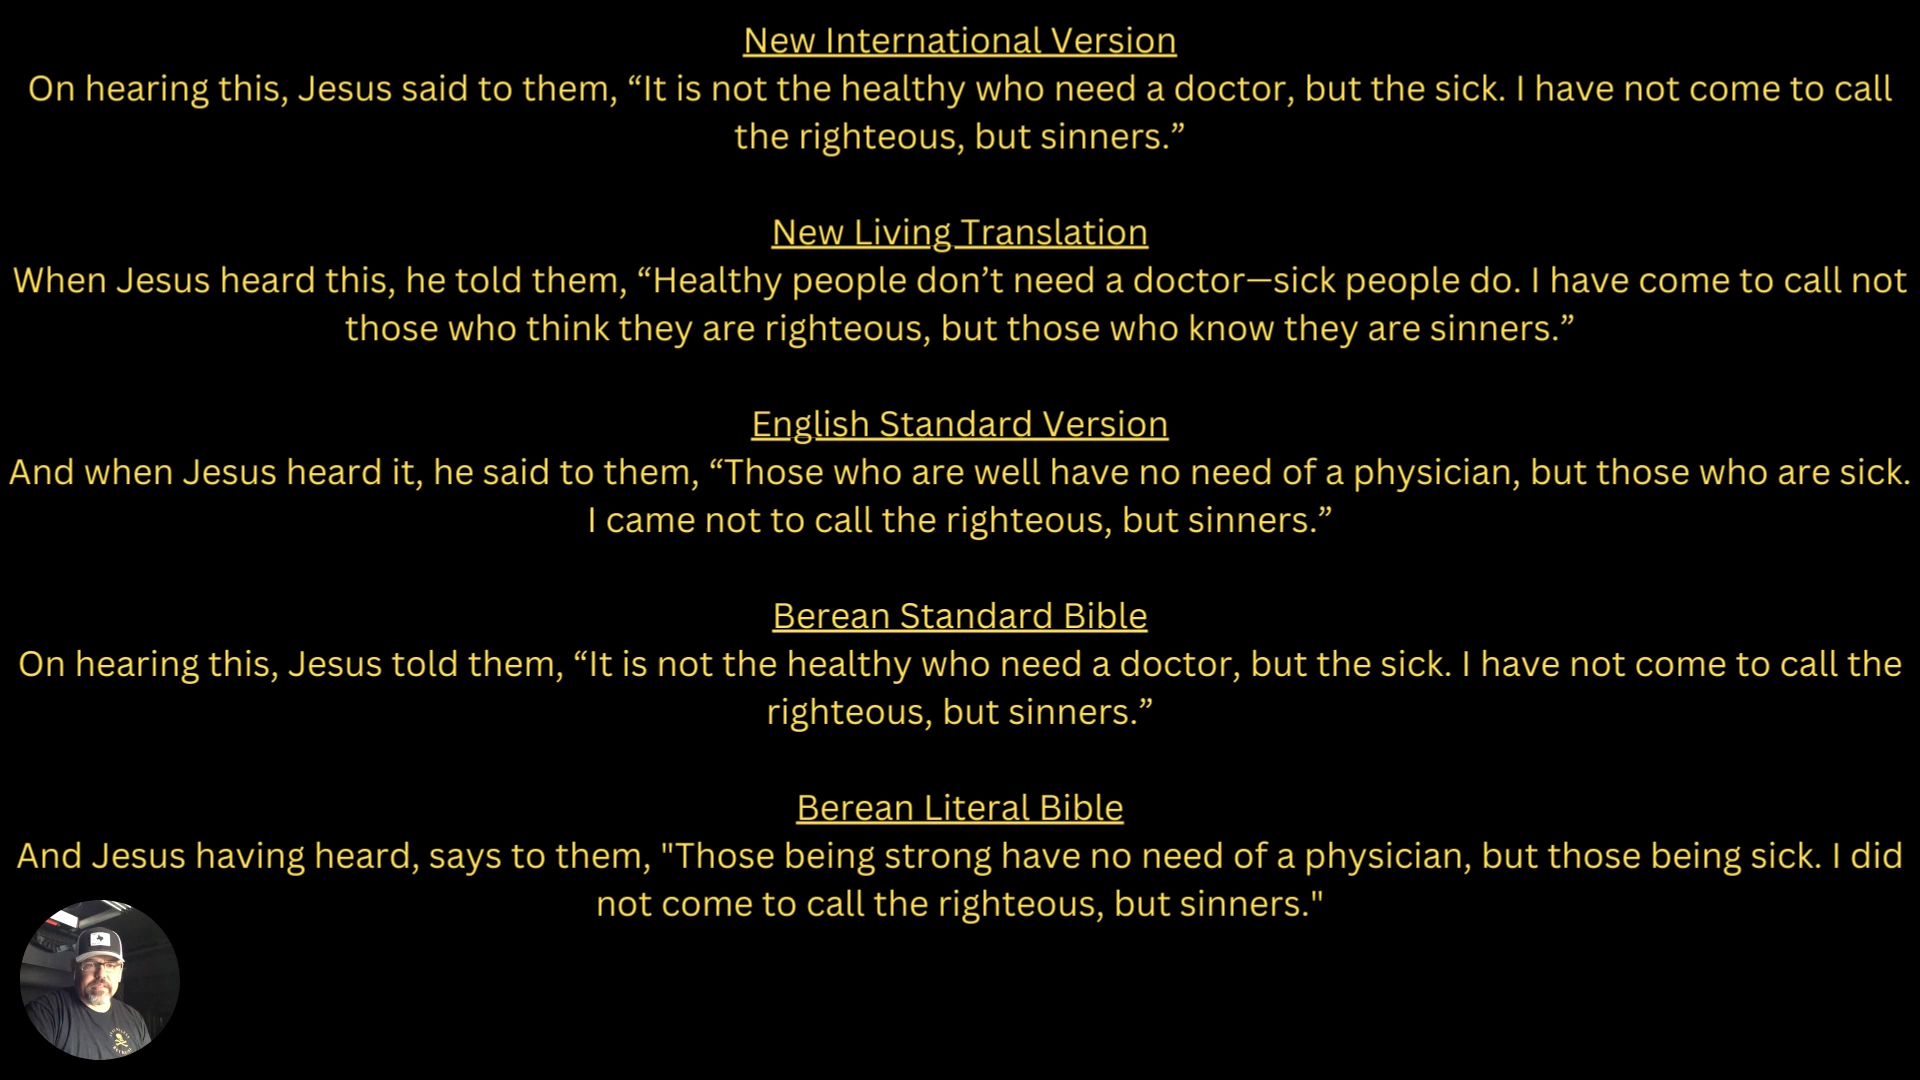 New International Version
On hearing this, Jesus said to them, “It is not the healthy who need a doctor, but the sick. I have not come to call
the righteous, but sinners.”
New Living Translation
When Jesus heard this, he told them, “Healthy people don’t need a doctor—sick people do. I have come to call not
those who think they are righteous, but those who know they are sinners.”
English Standard Version
And when Jesus heard it, he said to them, “Those who are well have no need of a physician, but those who are sick.
I came not to call the righteous, but sinners.”
Berean Standard Bible
On hearing this, Jesus told them, “It is not the healthy who need a doctor, but the sick. I have not come to call the
righteous, but sinners.”
Berean Literal Bible
And Jesus having heard, says to them, "Those being strong have no need of a physician, but those being sick. I did
not come to call the righteous, but sinners."